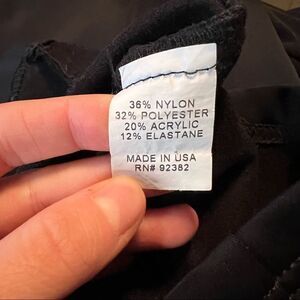 36% NYLON
32% POLYESTER
20% ACRYLIC
12% ELASTANE
MADE IN USA
RN# 92382